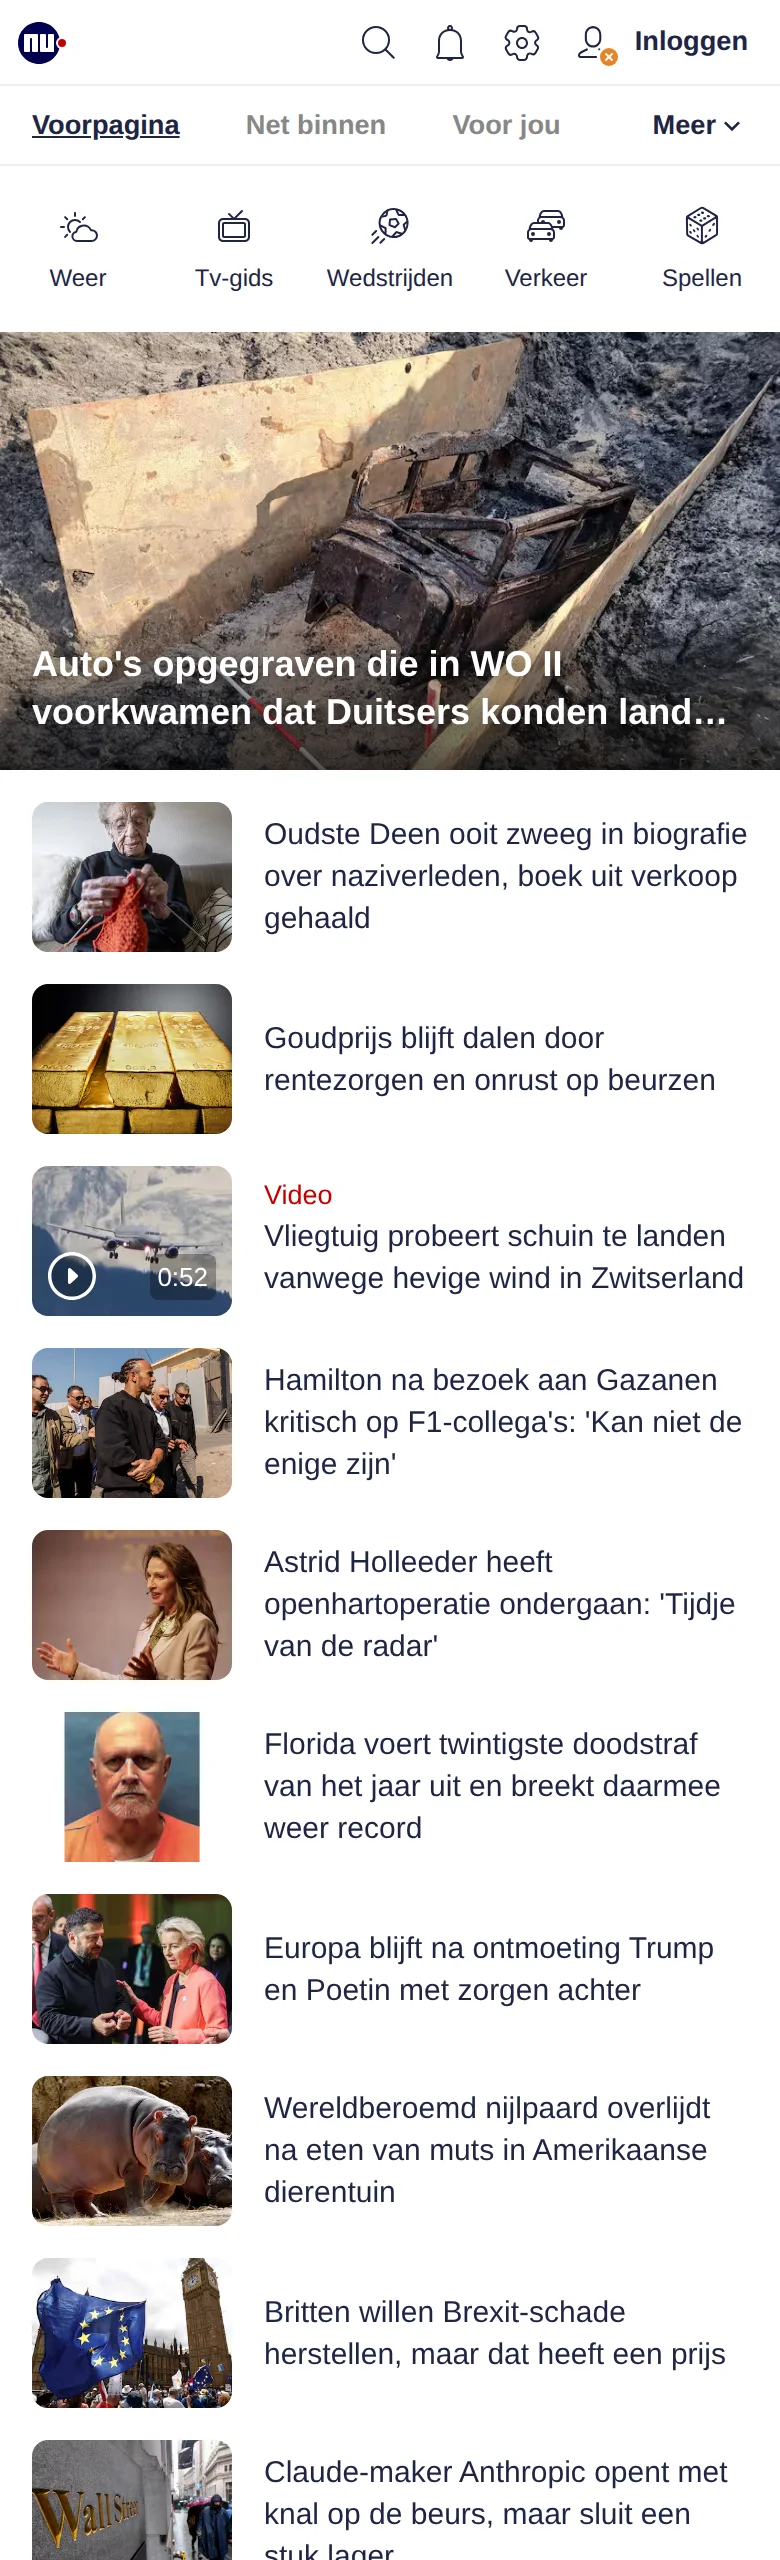 nu
Inloggen
Voorpagina
Net binnen
Voor jou
Meer
Weer
Tv-gids
Wedstrijden
Verkeer
Spellen
Auto's opgegraven die in WO II
voorkwamen dat Duitsers konden land…
Oudste Deen ooit zweeg in biografie
over naziverleden, boek uit verkoop
gehaald
Goudprijs blijft dalen door
rentezorgen en onrust op beurzen
Video
Vliegtuig probeert schuin te landen
vanwege hevige wind in Zwitserland
0:52
Hamilton na bezoek aan Gazanen
kritisch op F1-collega's: 'Kan niet de
enige zijn'
Astrid Holleeder heeft
openhartoperatie ondergaan: 'Tijdje
van de radar'
Florida voert twintigste doodstraf
van het jaar uit en breekt daarmee
weer record
Europa blijft na ontmoeting Trump
en Poetin met zorgen achter
Wereldberoemd nijlpaard overlijdt
na eten van muts in Amerikaanse
dierentuin
Britten willen Brexit-schade
herstellen, maar dat heeft een prijs
Wall Street
Claude-maker Anthropic opent met
knal op de beurs, maar sluit een
stuk lager